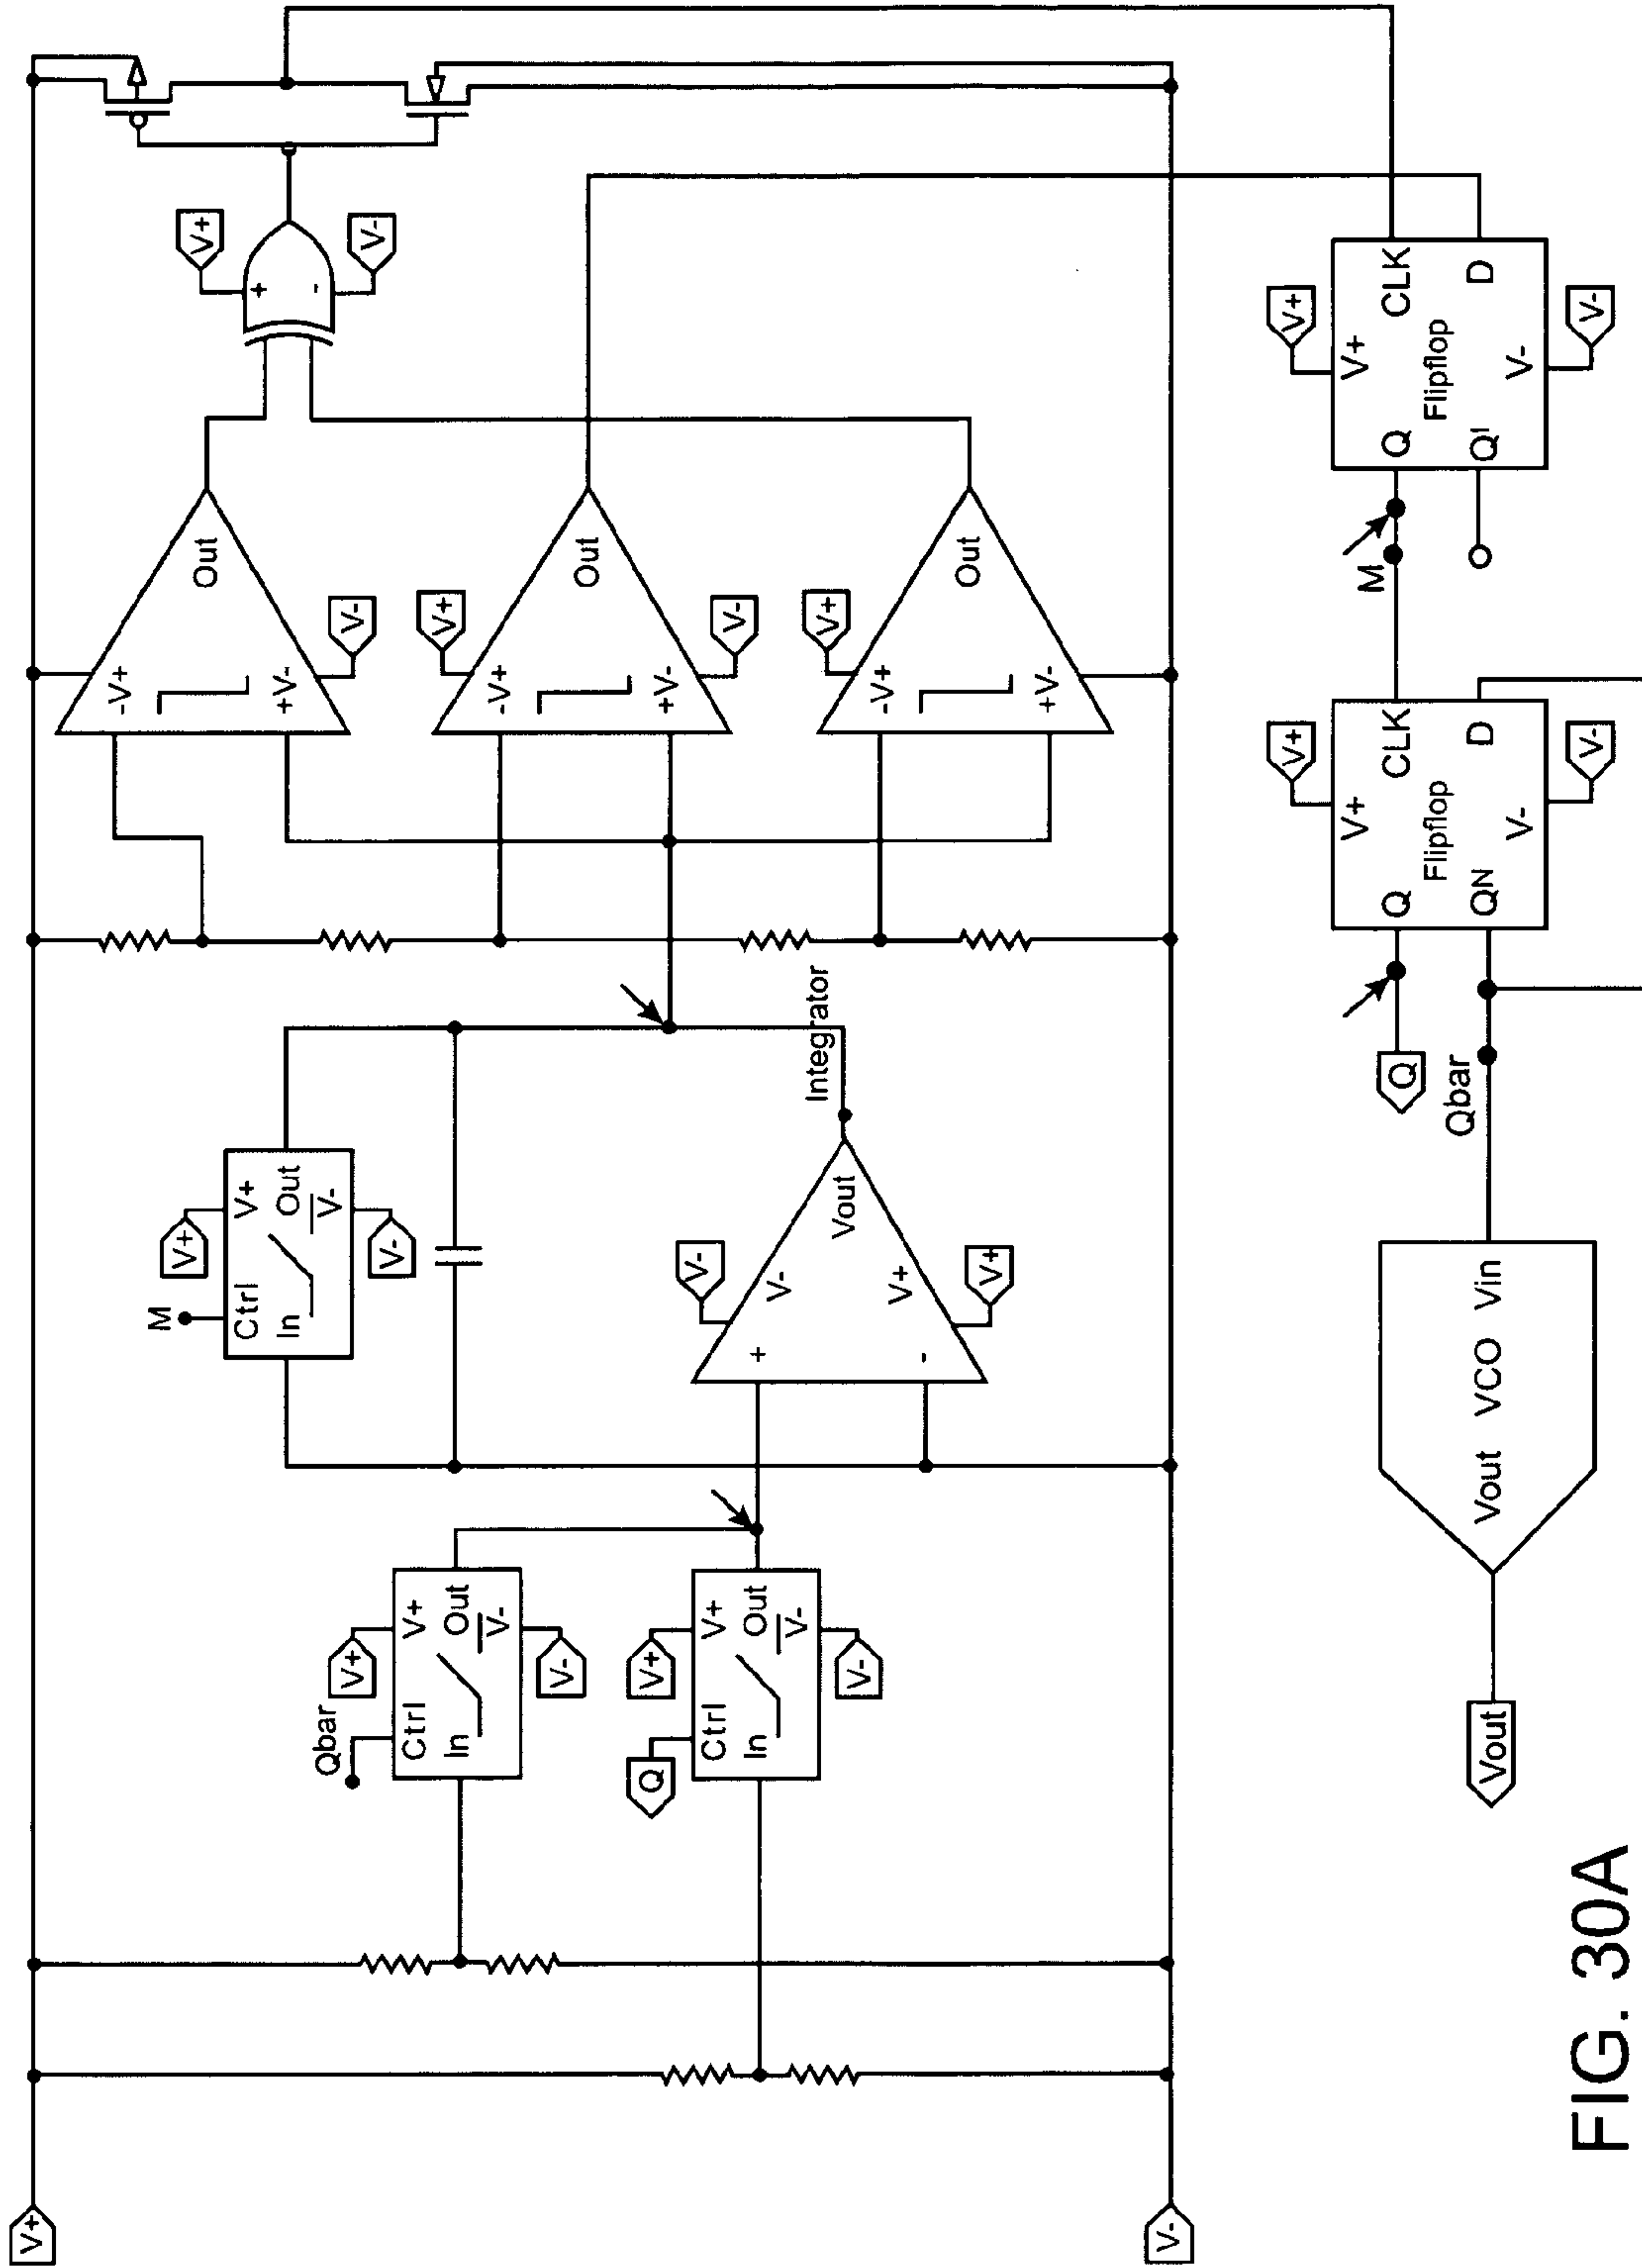 V+
V-
Qbar
V+
Ctrl V+
In Out
V-
V-
Q
V+
Ctrl V+
In Out
V-
V-
M
V+
Ctrl V+
In Out
V-
V-
V-
+ V-
Vout
- V+
V+
Integrator
-V+
Out
+V-
V-
V+
-V+
Out
+V-
V-
V+
-V+
Out
+V-
V+
+
-
V-
Vout
Vout VCO Vin
Qbar
Q
V+
Q V+ CLK
Flipflop
QN V- D
V-
M
V+
Q V+ CLK
Flipflop
Q' V- D
V-
FIG. 30A